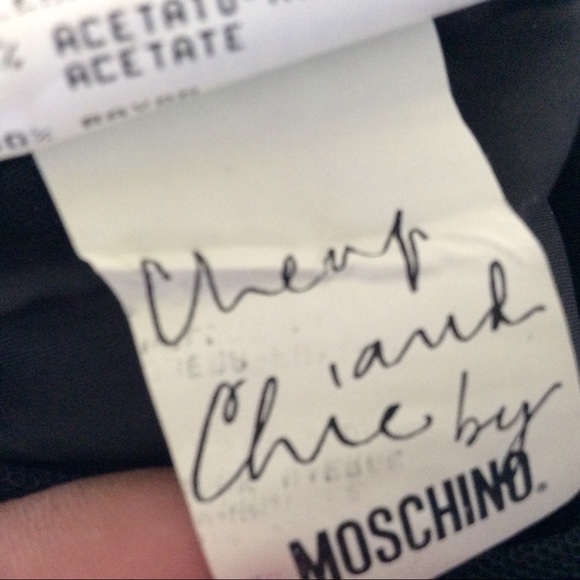 % ACETATO
ACETATE
Cheap
and
Chic by
MOSCHINO.